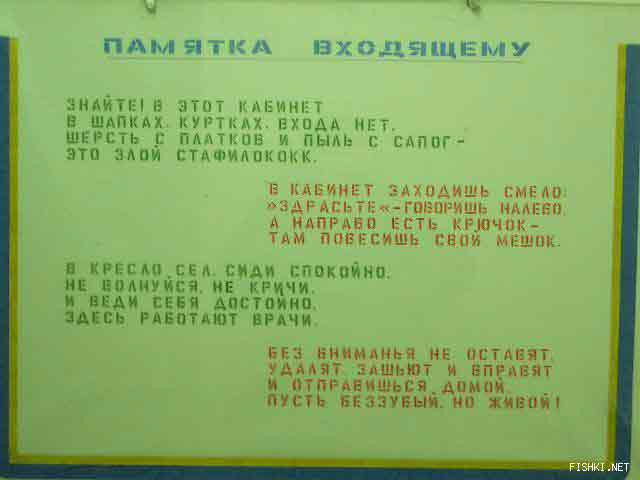 ПАМЯТКА ВХОДЯЩЕМУ
ЗНАЙТЕ! В ЭТОТ КАБИНЕТ
В ШАПКАХ, КУРТКАХ, ВХОДА НЕТ,
ШЕРСТЬ С ПЛАТКОВ И ПЫЛЬ С САПОГ –
ЭТО ЗЛОЙ СТАФИЛОКОКК.
В КАБИНЕТ ЗАХОДИШЬ СМЕЛО:
»ЗДРАСЬТЕ«–ГОВОРИШЬ НАЛЕВО,
А НАПРАВО ЕСТЬ КРЮЧОК–
ТАМ ПОВЕСИШЬ СВОЙ МЕШОК.
В КРЕСЛО СЕЛ, СИДИ СПОКОЙНО,
НЕ ВОЛНУЙСЯ, НЕ КРИЧИ,
И ВЕДИ СЕБЯ ДОСТОЙНО,
ЗДЕСЬ РАБОТАЮТ ВРАЧИ.
БЕЗ ВНИМАНЬЯ НЕ ОСТАВЯТ,
УДАЛЯТ, ЗАШЬЮТ И ВПРАВЯТ
И ОТПРАВИШЬСЯ ДОМОЙ,
ПУСТЬ БЕЗЗУБЫЙ, НО ЖИВОЙ!
FISHKI.NET